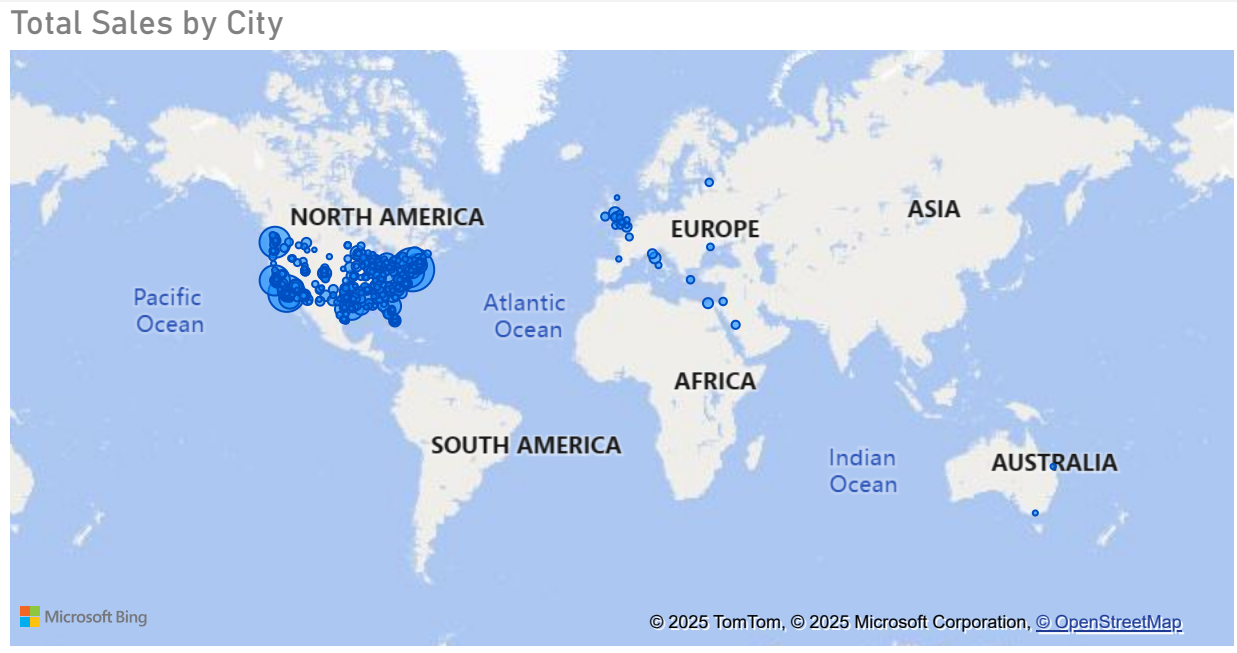 Total Sales by City
NORTH AMERICA
EUROPE
ASIA
Pacific
Ocean
Atlantic
Ocean
AFRICA
SOUTH AMERICA
Indian
Ocean
AUSTRALIA
Microsoft Bing
© 2025 TomTom, © 2025 Microsoft Corporation, © OpenStreetMap